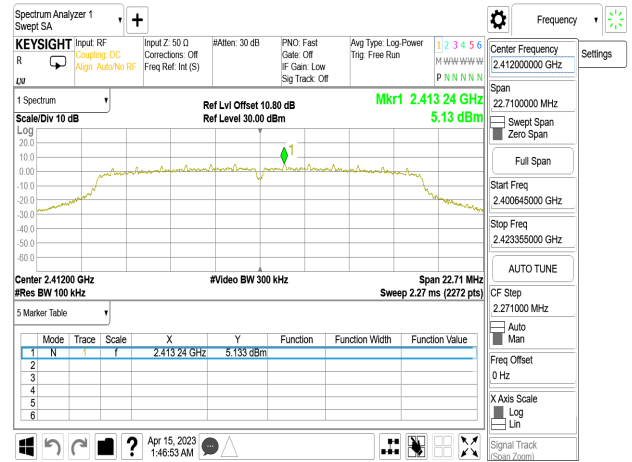 Spectrum Analyzer 1
Swept SA
Frequency
KEYSIGHT
R
Input: RF
Coupling: DC
Align: Auto/No RF
Input Z: 50 Ω
Corrections: Off
Freq Ref: Int (S)
#Atten: 30 dB
PNO: Fast
Gate: Off
IF Gain: Low
Sig Track: Off
Avg Type: Log-Power
Trig: Free Run
1 2 3 4 5 6
M W W W W W
P N N N N N
1 Spectrum
Scale/Div 10 dB
Ref Lvl Offset 10.80 dB
Ref Level 30.00 dBm
Mkr1 2.413 24 GHz
5.13 dBm
Log
20.0
10.0
0.00
-10.0
-20.0
-30.0
-40.0
-50.0
-60.0
1
Center 2.41200 GHz
#Res BW 100 kHz
#Video BW 300 kHz
Span 22.71 MHz
Sweep 2.27 ms (2272 pts)
5 Marker Table
Mode Trace Scale X Y Function Function Width Function Value
1 N 1 f 2.413 24 GHz 5.133 dBm
2
3
4
5
6
Apr 15, 2023
1:46:53 AM
Center Frequency
2.412000000 GHz
Settings
Span
22.7100000 MHz
Swept Span
Zero Span
Full Span
Start Freq
2.400645000 GHz
Stop Freq
2.423355000 GHz
AUTO TUNE
CF Step
2.271000 MHz
Auto
Man
Freq Offset
0 Hz
X Axis Scale
Log
Lin
Signal Track
(Span Zoom)